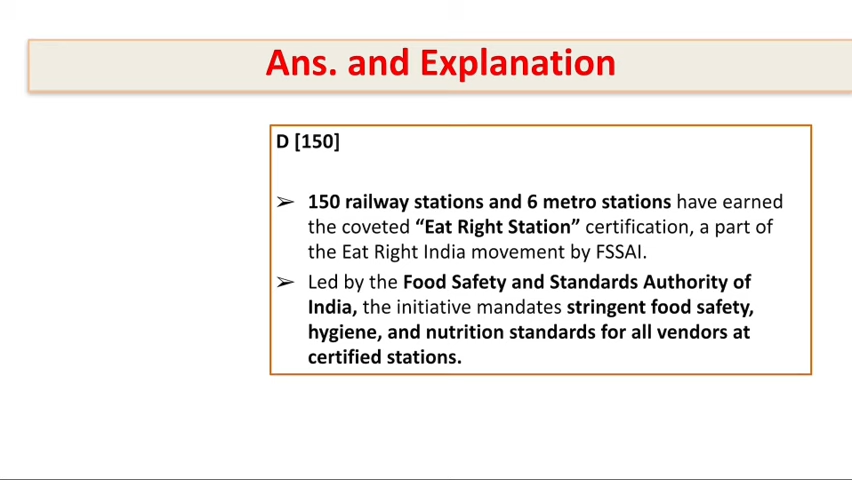 Ans. and Explanation
D [150]
➢ 150 railway stations and 6 metro stations have earned
the coveted “Eat Right Station” certification, a part of
the Eat Right India movement by FSSAI.
➢ Led by the Food Safety and Standards Authority of
India, the initiative mandates stringent food safety,
hygiene, and nutrition standards for all vendors at
certified stations.